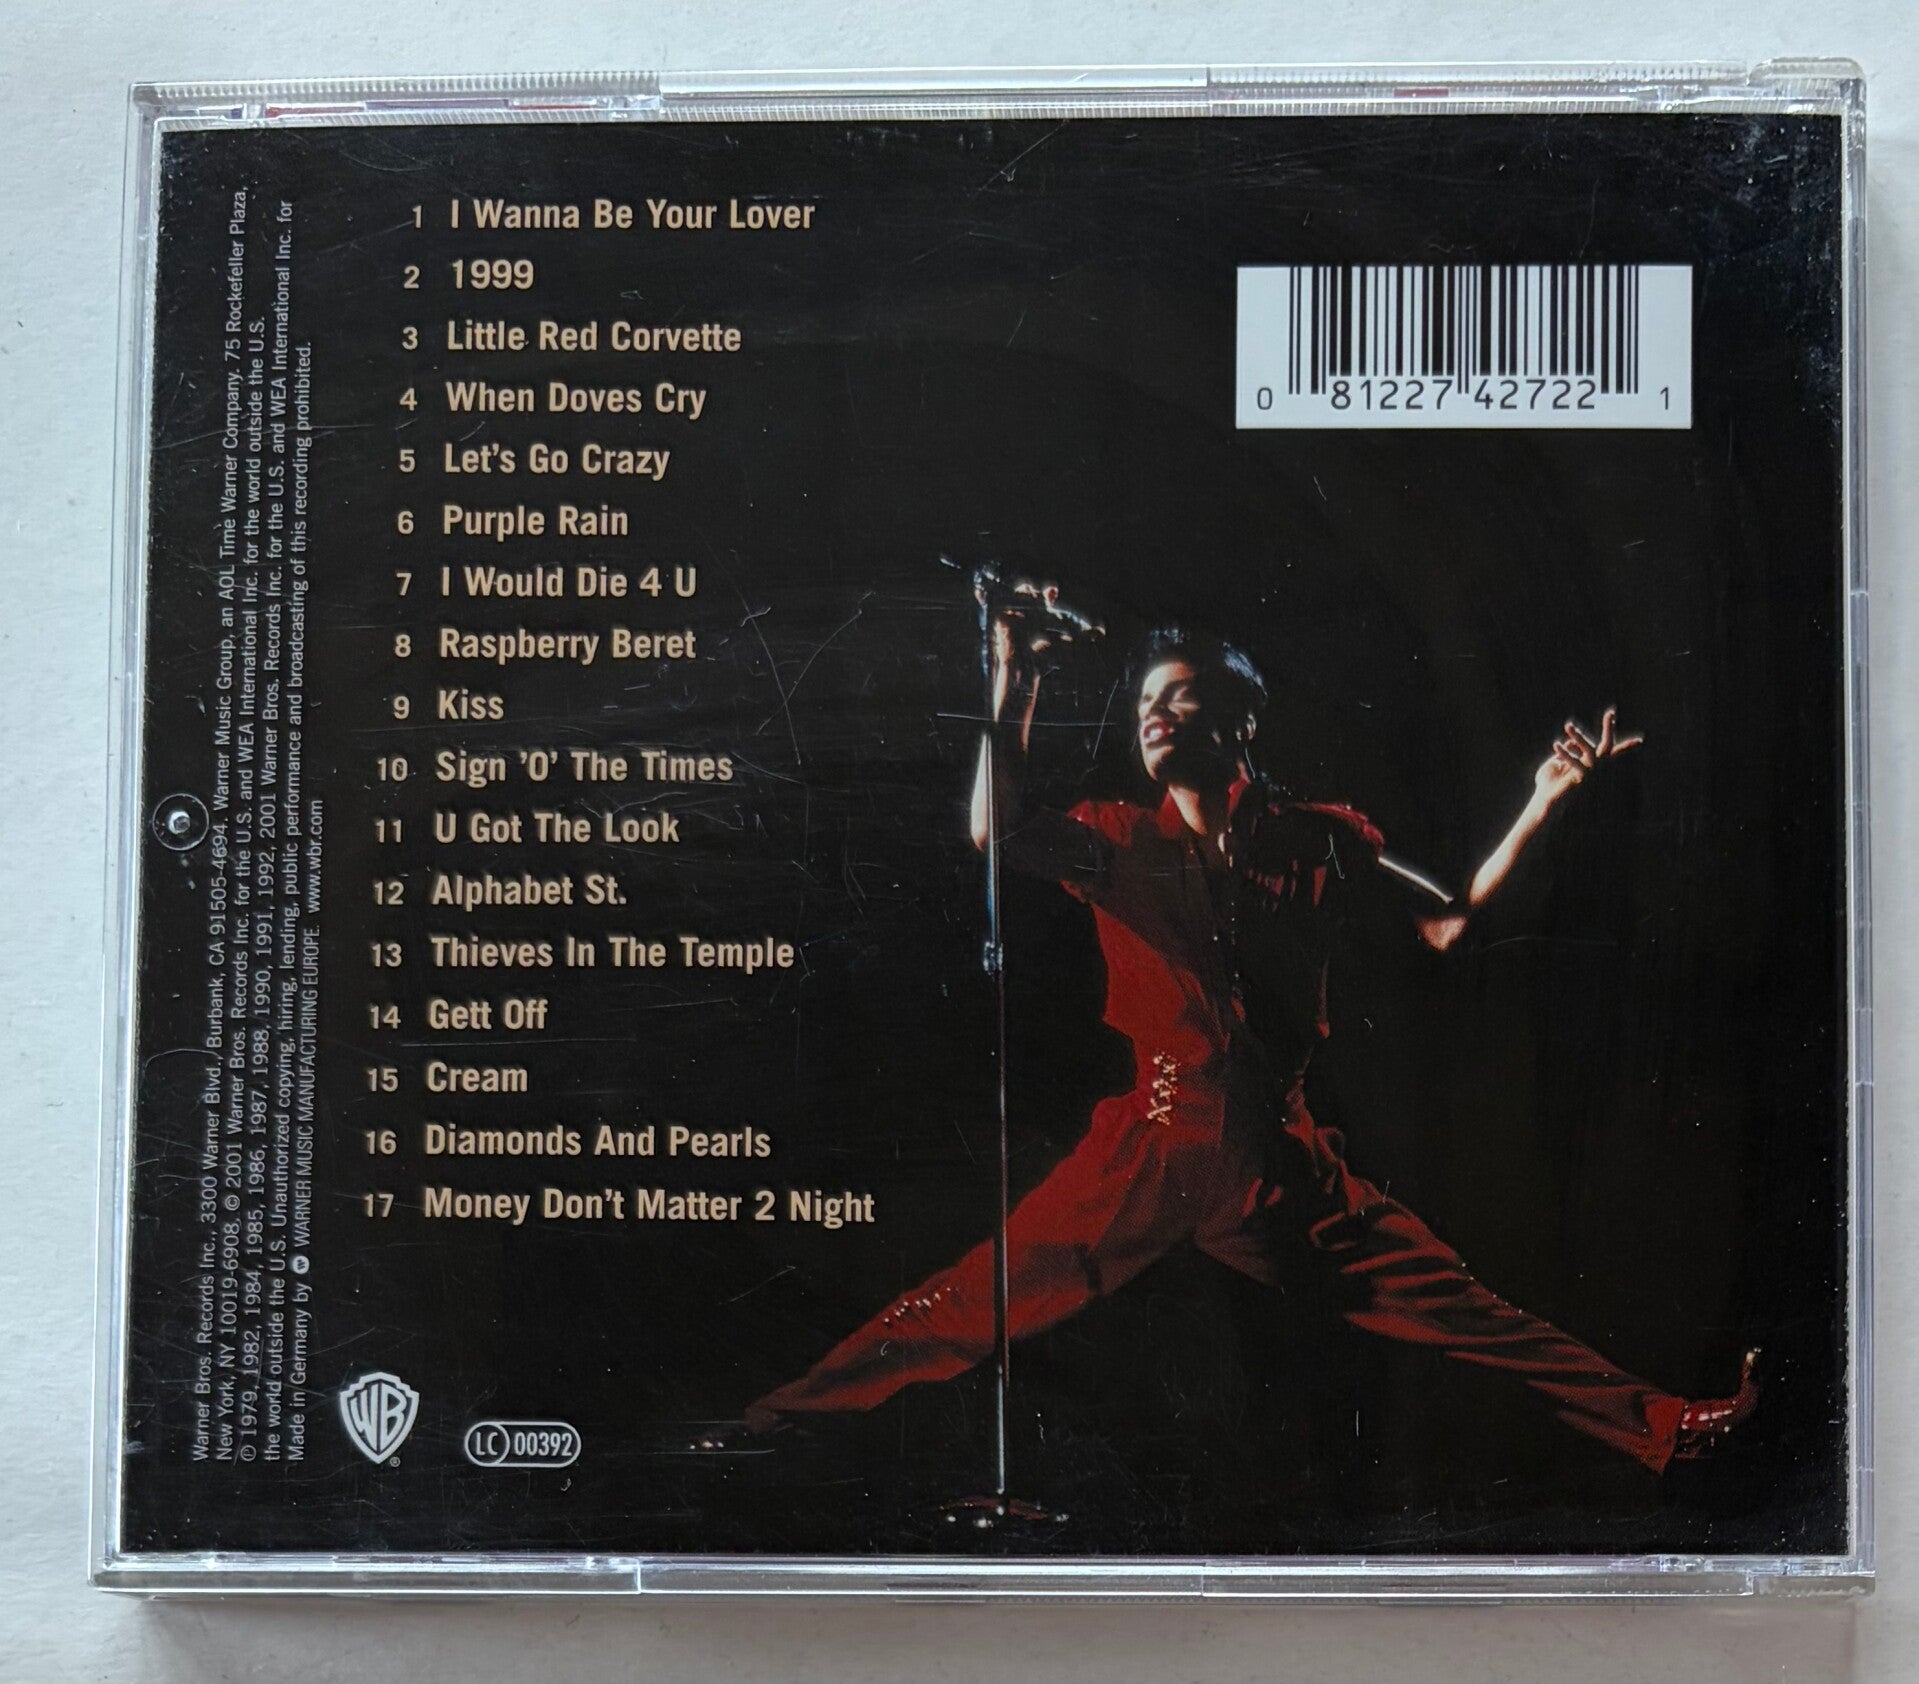 1 I Wanna Be Your Lover
2 1999
3 Little Red Corvette
4 When Doves Cry
5 Let's Go Crazy
6 Purple Rain
7 I Would Die 4 U
8 Raspberry Beret
9 Kiss
10 Sign 'O' The Times
11 U Got The Look
12 Alphabet St.
13 Thieves In The Temple
14 Gett Off
15 Cream
16 Diamonds And Pearls
17 Money Don't Matter 2 Night
0 81227 42722 1
Warner Bros. Records Inc., 3300 Warner Blvd., Burbank, CA 91505-4694. Warner Music Group, an AOL Time Warner Company. 75 Rockefeller Plaza,
New York, NY 10019-6908. © 2001 Warner Bros. Records Inc. for the U.S. and WEA International Inc. for the world outside the U.S.
℗ 1979, 1982, 1984, 1985, 1986, 1987, 1988, 1990, 1991, 1992, 2001 Warner Bros. Records Inc. for the U.S. and WEA International Inc. for
the world outside the U.S. Unauthorized copying, hiring, lending, public performance and broadcasting of this recording prohibited.
Made in Germany by W WARNER MUSIC MANUFACTURING EUROPE. www.wbr.com
WB ®
LC 00392